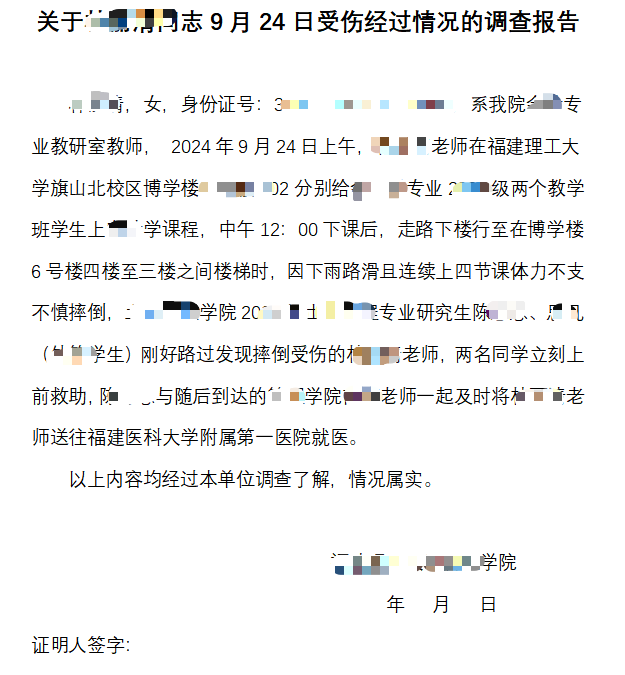 关于 同志 9 月 24 日受伤经过情况的调查报告
，女，身份证号： 系我院 专
业教研室教师， 2024 年 9 月 24 日上午， 老师在福建理工大
学旗山北校区博学楼 02 分别给 专业 2 级两个教学
班学生上 学课程，中午 12：00 下课后，走路下楼行至在博学楼
6 号楼四楼至三楼之间楼梯时，因下雨路滑且连续上四节课体力不支
不慎摔倒， 学院 20 专业研究生陈 、
（ 学生）刚好路过发现摔倒受伤的 老师，两名同学立刻上
前救助， 与随后到达的 学院 老师一起及时将 老
师送往福建医科大学附属第一医院就医。
以上内容均经过本单位调查了解，情况属实。
学院
年 月 日
证明人签字：